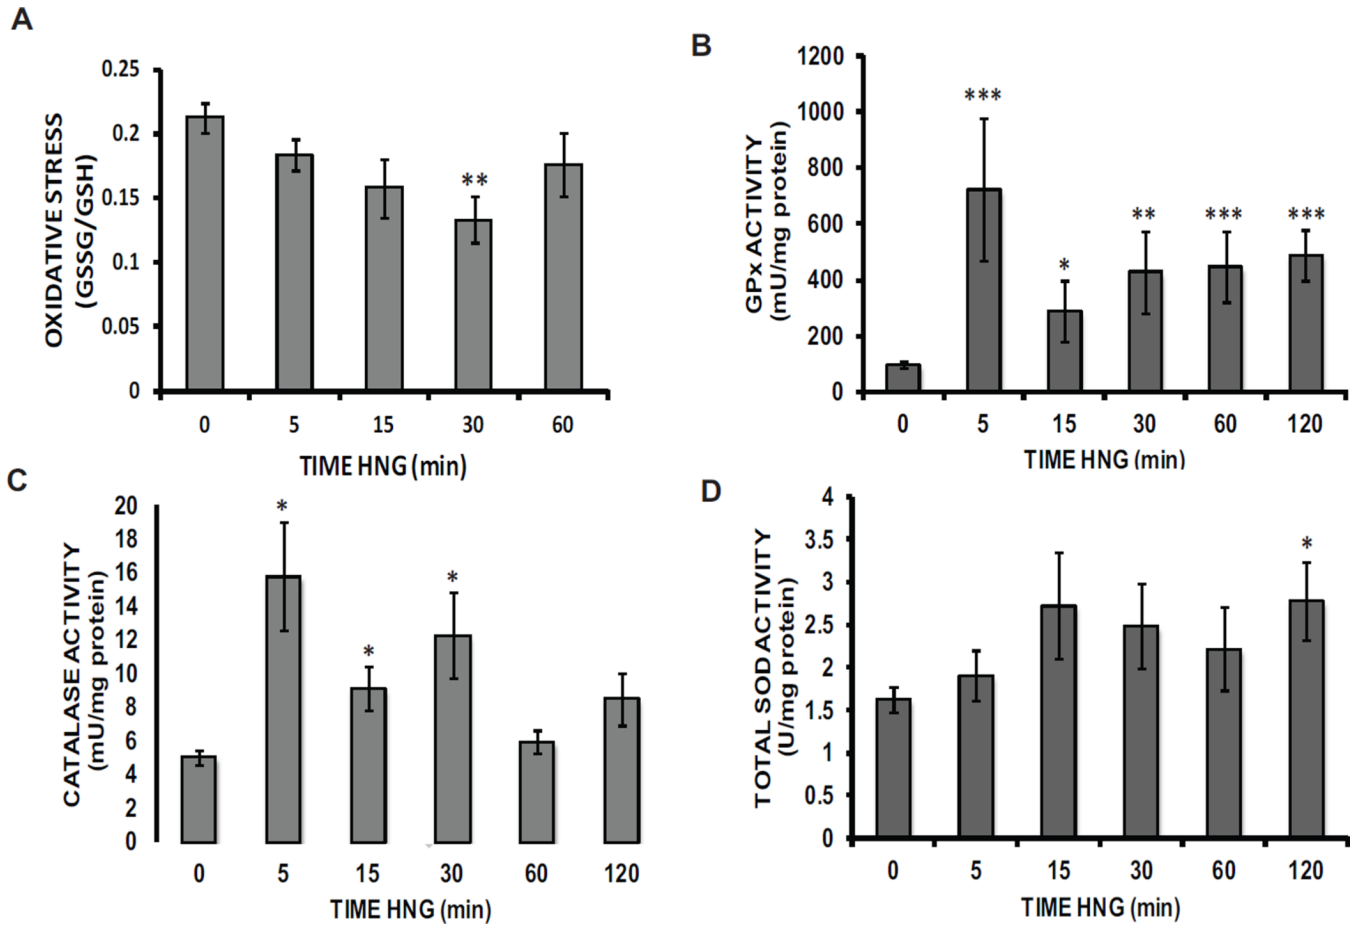 A
OXIDATIVE STRESS
(GSSG/GSH)
0.25
0.2
0.15
0.1
0.05
0
**
0 5 15 30 60
TIME HNG (min)
B
GPx ACTIVITY
(mU/mg protein)
1200
1000
800
600
400
200
0
***
*
**
***
***
0 5 15 30 60 120
TIME HNG (min)
C
CATALASE ACTIVITY
(mU/mg protein)
20
18
16
14
12
10
8
6
4
2
0
*
*
*
0 5 15 30 60 120
TIME HNG (min)
D
TOTAL SOD ACTIVITY
(U/mg protein)
4
3.5
3
2.5
2
1.5
1
0.5
0
*
0 5 15 30 60 120
TIME HNG (min)